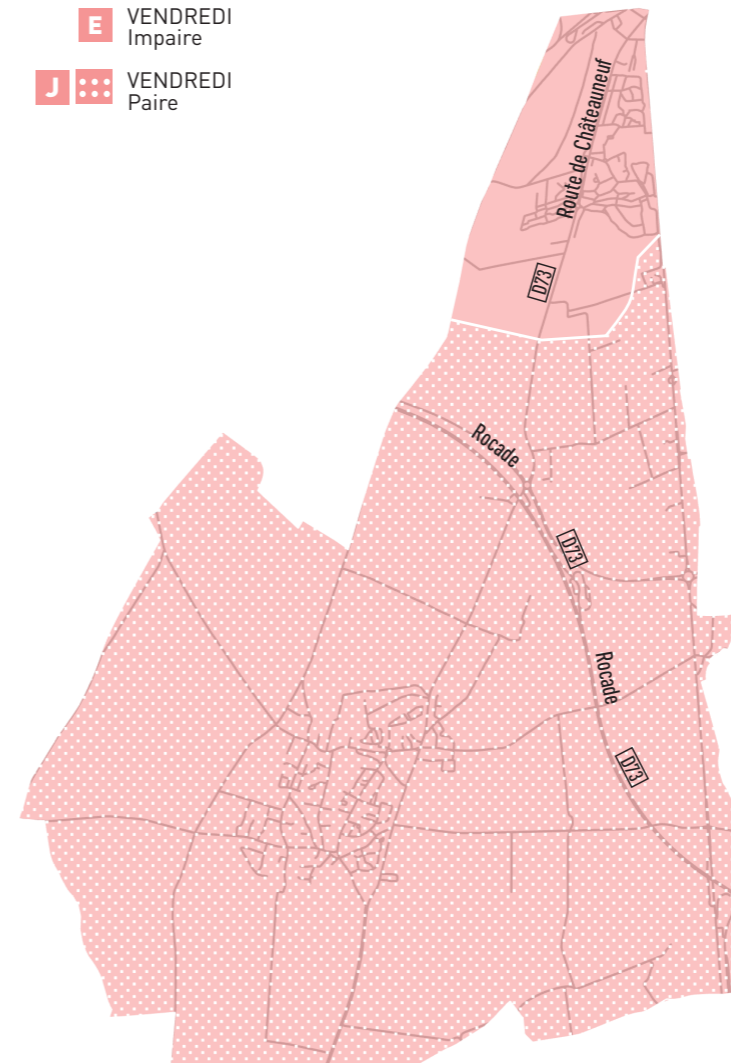 E
VENDREDI
Impaire
J
VENDREDI
Paire
Route de Châteauneuf
D73
Rocade
D73
Rocade
D73